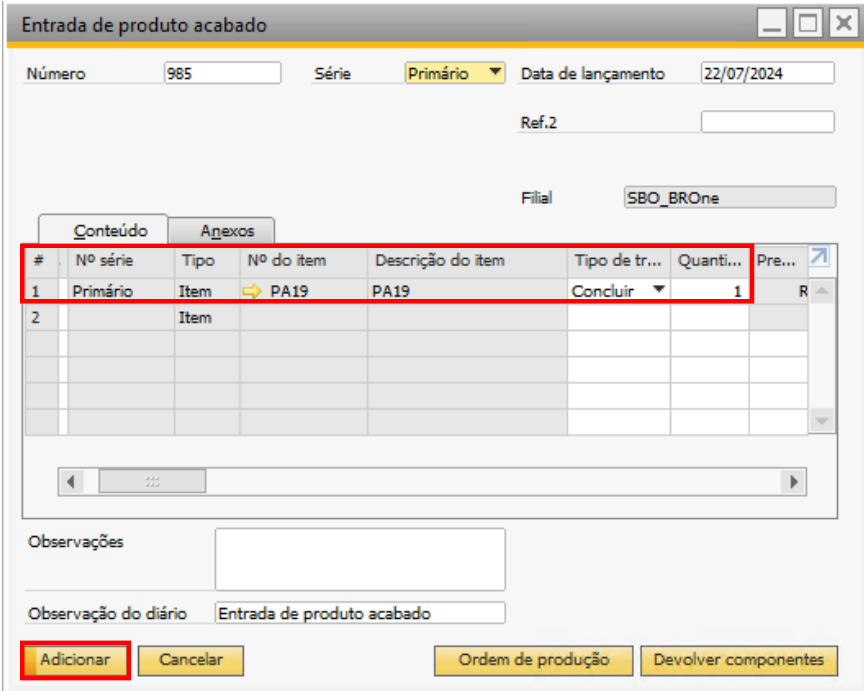 Entrada de produto acabado
Número 985 Série Primário Data de lançamento 22/07/2024
Ref.2
Filial SBO_BROne
Conteúdo Anexos
# Nº série Tipo Nº do item Descrição do item Tipo de tr... Quanti... Pre...
1 Primário Item PA19 PA19 Concluir 1 R
2 Item
Observações
Observação do diário Entrada de produto acabado
Adicionar Cancelar Ordem de produção Devolver componentes